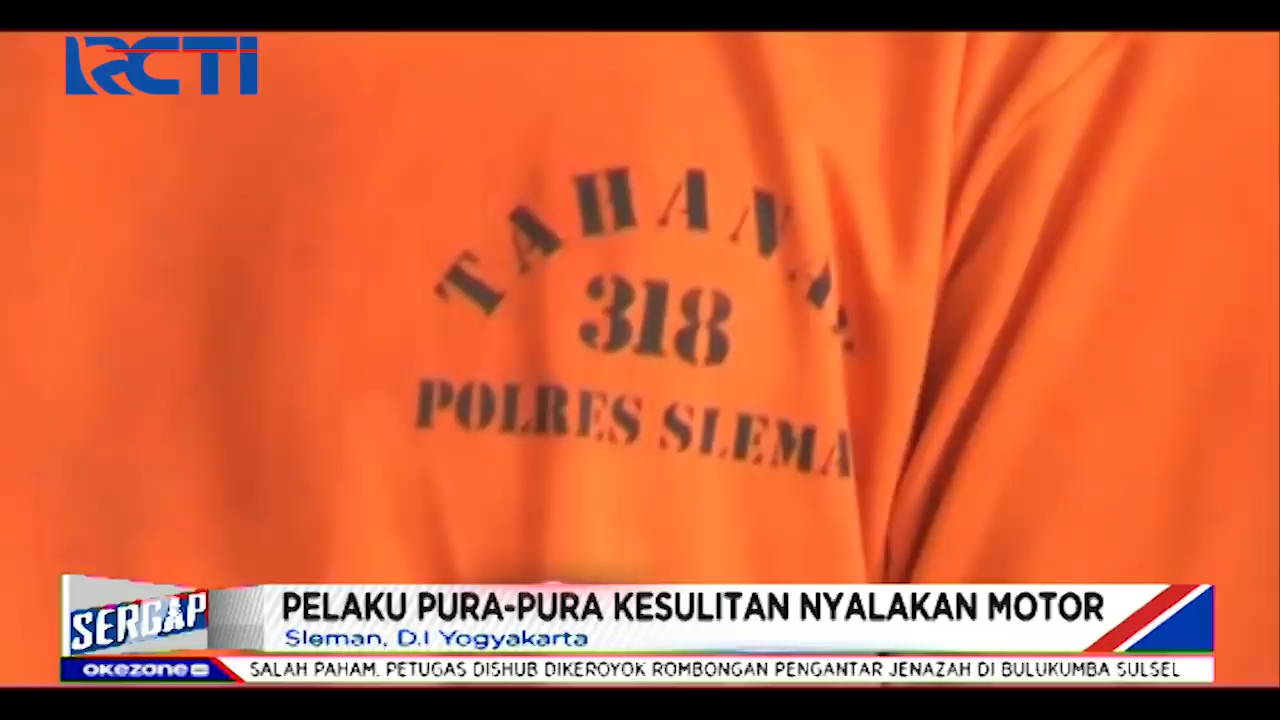 RCTI
TAHANA
318
POLRES SLEMA
SERGAP
PELAKU PURA-PURA KESULITAN NYALAKAN MOTOR
Sleman, D.I Yogyakarta
okezone
SALAH PAHAM, PETUGAS DISHUB DIKEROYOK ROMBONGAN PENGANTAR JENAZAH DI BULUKUMBA SULSEL